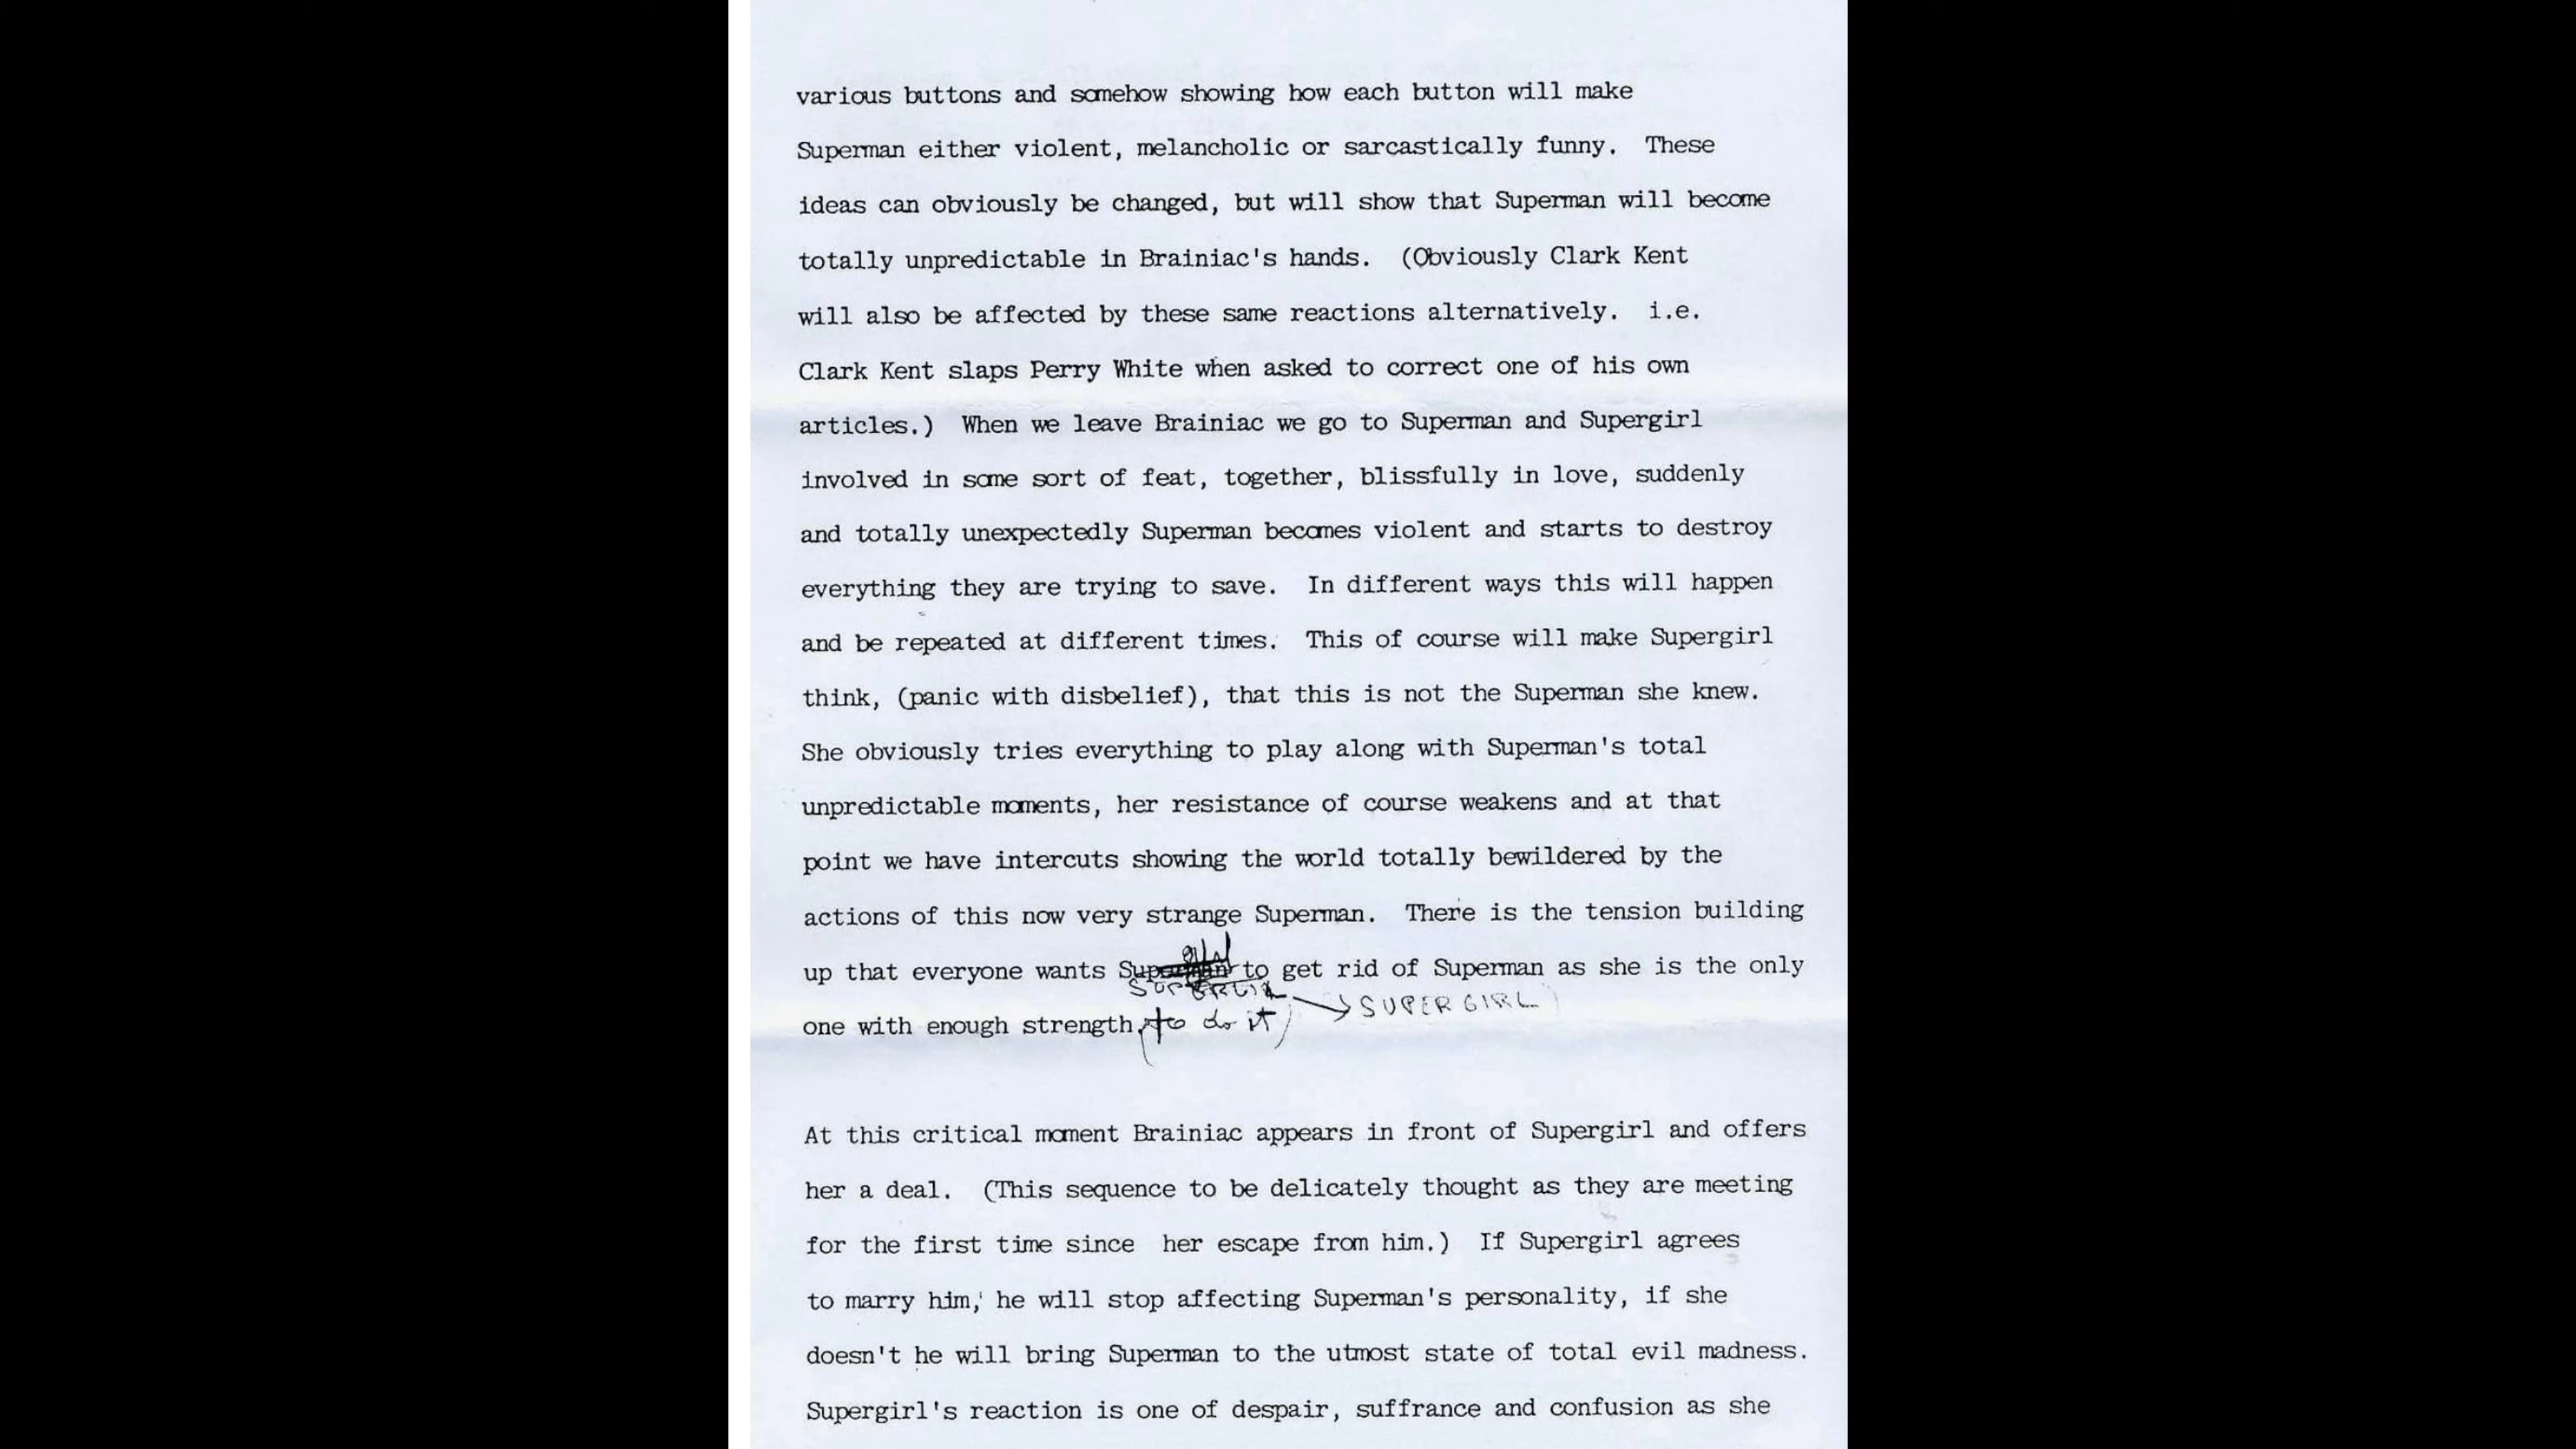 various buttons and somehow showing how each button will make
Superman either violent, melancholic or sarcastically funny.  These
ideas can obviously be changed, but will show that Superman will become
totally unpredictable in Brainiac's hands.  (Obviously Clark Kent
will also be affected by these same reactions alternatively.  i.e.
Clark Kent slaps Perry White when asked to correct one of his own
articles.)  When we leave Brainiac we go to Superman and Supergirl
involved in some sort of feat, together, blissfully in love, suddenly
and totally unexpectedly Superman becomes violent and starts to destroy
everything they are trying to save.  In different ways this will happen
and be repeated at different times.  This of course will make Supergirl
think, (panic with disbelief), that this is not the Superman she knew.
She obviously tries everything to play along with Superman's total
unpredictable moments, her resistance of course weakens and at that
point we have intercuts showing the world totally bewildered by the
actions of this now very strange Superman.  There is the tension building
girl
up that everyone wants Superman to get rid of Superman as she is the only
SUPERGIRL → SUPERGIRL
one with enough strength, (to do it)
At this critical moment Brainiac appears in front of Supergirl and offers
her a deal.  (This sequence to be delicately thought as they are meeting
for the first time since  her escape from him.)  If Supergirl agrees
to marry him, he will stop affecting Superman's personality, if she
doesn't he will bring Superman to the utmost state of total evil madness.
Supergirl's reaction is one of despair, suffrance and confusion as she